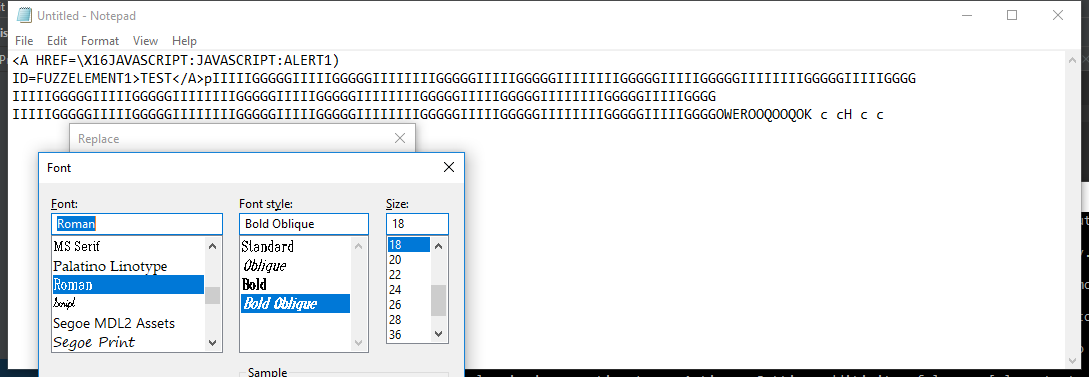 Untitled - Notepad
File Edit Format View Help
<A HREF=\X16JAVASCRIPT:JAVASCRIPT:ALERT1)
ID=FUZZELEMENT1>TEST</A>pIIIIIGGGGGIIIIIGGGGGIIIIIIIIGGGGGIIIIIGGGGGIIIIIIIIGGGGGIIIIIGGGGGIIIIIIIIGGGGGIIIIIGGGG
IIIIIGGGGGIIIIIGGGGGIIIIIIIIGGGGGIIIIIGGGGGIIIIIIIIGGGGGIIIIIGGGGGIIIIIIIIGGGGGIIIIIGGGG
IIIIIGGGGGIIIIIGGGGGIIIIIIIIGGGGGIIIIIGGGGGIIIIIIIIGGGGGIIIIIGGGGGIIIIIIIIGGGGGIIIIIGGGGOWEROOQOOQOK c cH c c
Replace
Font
Font: Font style: Size:
Roman Bold Oblique 18
MS Serif Standard 18
Palatino Linotype Oblique 20
Roman Bold 22
Script Bold Oblique 24
Segoe MDL2 Assets 26
Segoe Print 28
36
Sample